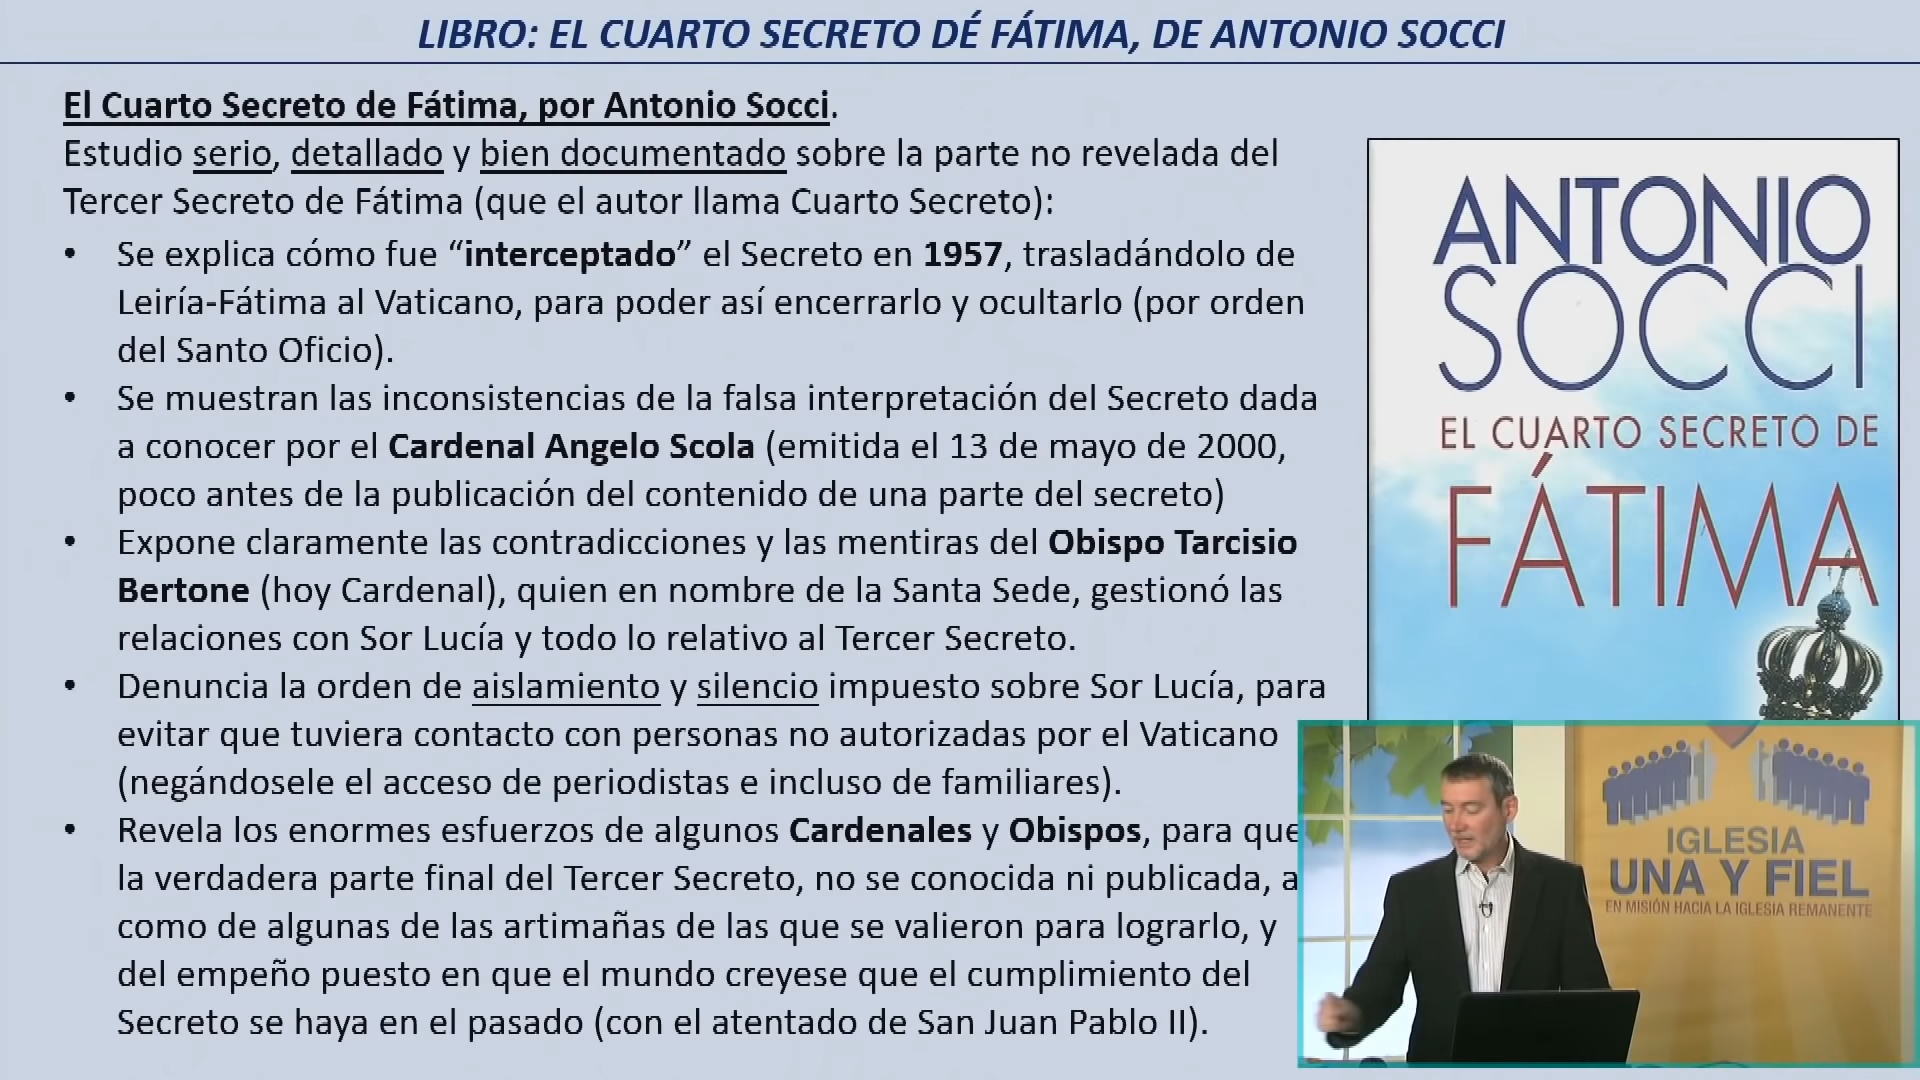 LIBRO: EL CUARTO SECRETO DÉ FÁTIMA, DE ANTONIO SOCCI
El Cuarto Secreto de Fátima, por Antonio Socci.
Estudio serio, detallado y bien documentado sobre la parte no revelada del
Tercer Secreto de Fátima (que el autor llama Cuarto Secreto):
• Se explica cómo fue “interceptado” el Secreto en 1957, trasladándolo de
Leiría-Fátima al Vaticano, para poder así encerrarlo y ocultarlo (por orden
del Santo Oficio).
• Se muestran las inconsistencias de la falsa interpretación del Secreto dada
a conocer por el Cardenal Angelo Scola (emitida el 13 de mayo de 2000,
poco antes de la publicación del contenido de una parte del secreto)
• Expone claramente las contradicciones y las mentiras del Obispo Tarcisio
Bertone (hoy Cardenal), quien en nombre de la Santa Sede, gestionó las
relaciones con Sor Lucía y todo lo relativo al Tercer Secreto.
• Denuncia la orden de aislamiento y silencio impuesto sobre Sor Lucía, para
evitar que tuviera contacto con personas no autorizadas por el Vaticano
(negándosele el acceso de periodistas e incluso de familiares).
• Revela los enormes esfuerzos de algunos Cardenales y Obispos, para que
la verdadera parte final del Tercer Secreto, no se conocida ni publicada, a
como de algunas de las artimañas de las que se valieron para lograrlo, y
del empeño puesto en que el mundo creyese que el cumplimiento del
Secreto se haya en el pasado (con el atentado de San Juan Pablo II).
ANTONIO
SOCCI
EL CUARTO SECRETO DE
FÁTIMA
IGLESIA
UNA Y FIEL
EN MISIÓN HACIA LA IGLESIA REMANENTE